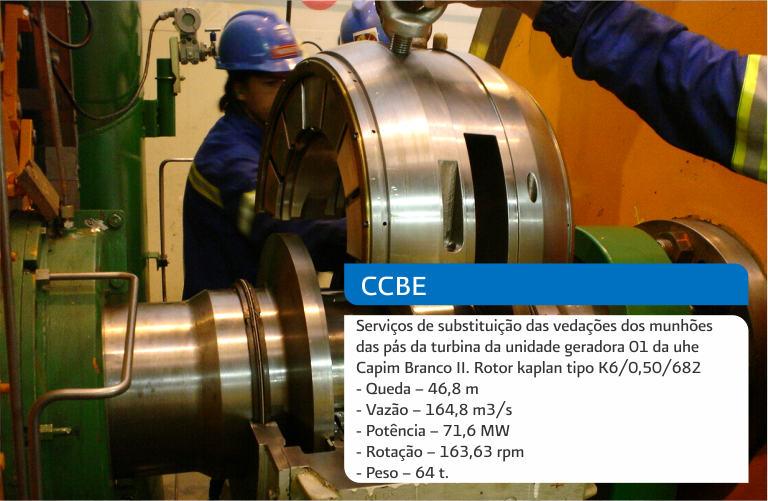 CCBE
Serviços de substituição das vedações dos munhões
das pás da turbina da unidade geradora 01 da uhe
Capim Branco II. Rotor kaplan tipo K6/0,50/682
- Queda – 46,8 m
- Vazão – 164,8 m3/s
- Potência – 71,6 MW
- Rotação – 163,63 rpm
- Peso – 64 t.